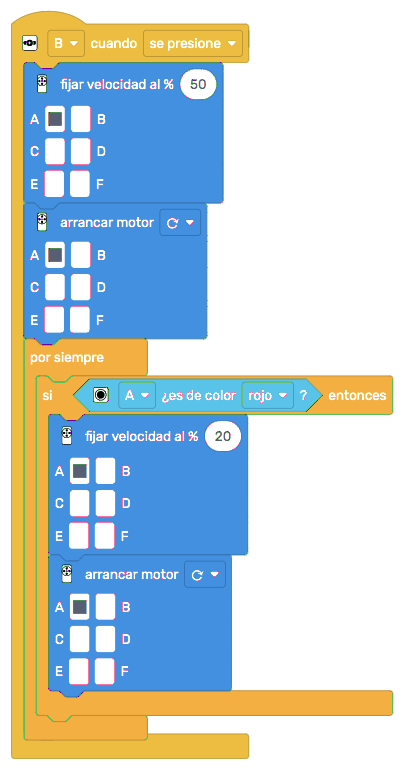 B cuando se presione
fijar velocidad al % 50
A B
C D
E F
arrancar motor
A B
C D
E F
por siempre
si A ¿es de color rojo ? entonces
fijar velocidad al % 20
A B
C D
E F
arrancar motor
A B
C D
E F